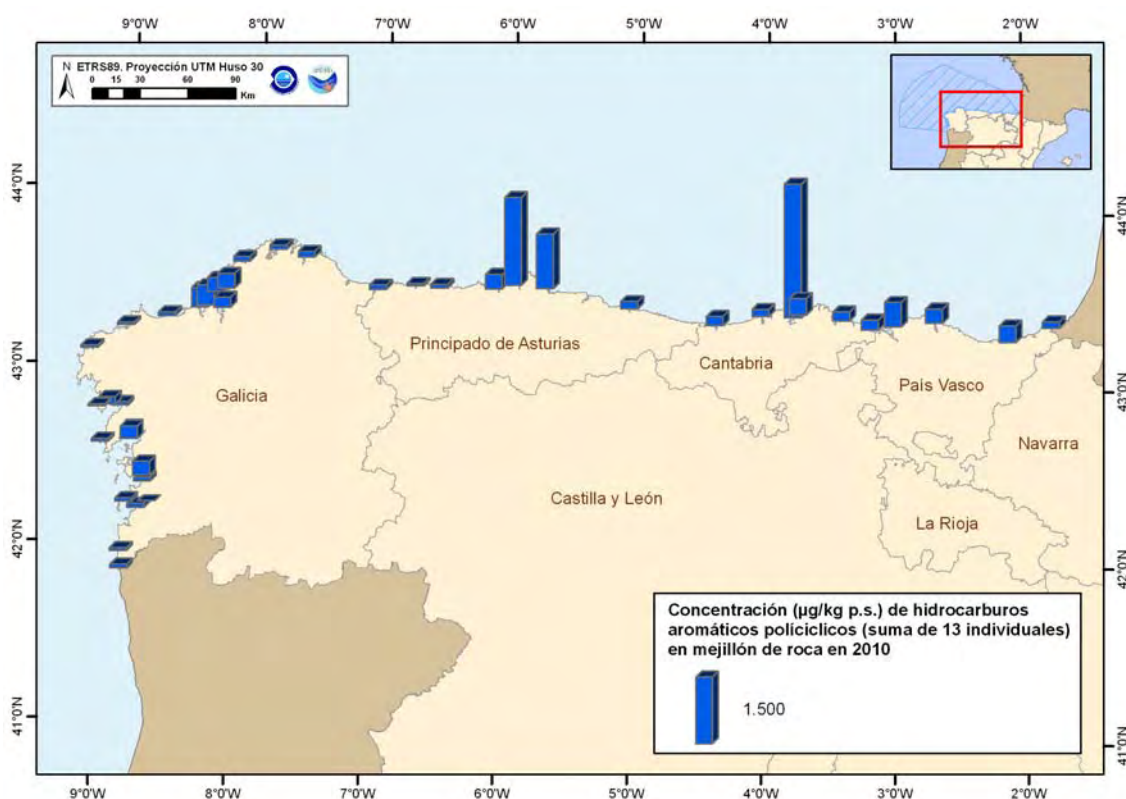 9°0'W 8°0'W 7°0'W 6°0'W 5°0'W 4°0'W 3°0'W 2°0'W
N ETRS89. Proyección UTM Huso 30
0 15 30 60 90
Km
44°0'N
44°0'N
43°0'N
43°0'N
Principado de Asturias
Cantabria
Galicia
País Vasco
Navarra
Castilla y León
La Rioja
42°0'N
42°0'N
Concentración (µg/kg p.s.) de hidrocarburos
aromáticos políciclicos (suma de 13 individuales)
en mejillón de roca en 2010
1.500
41°0'N
41°0'N
9°0'W 8°0'W 7°0'W 6°0'W 5°0'W 4°0'W 3°0'W 2°0'W